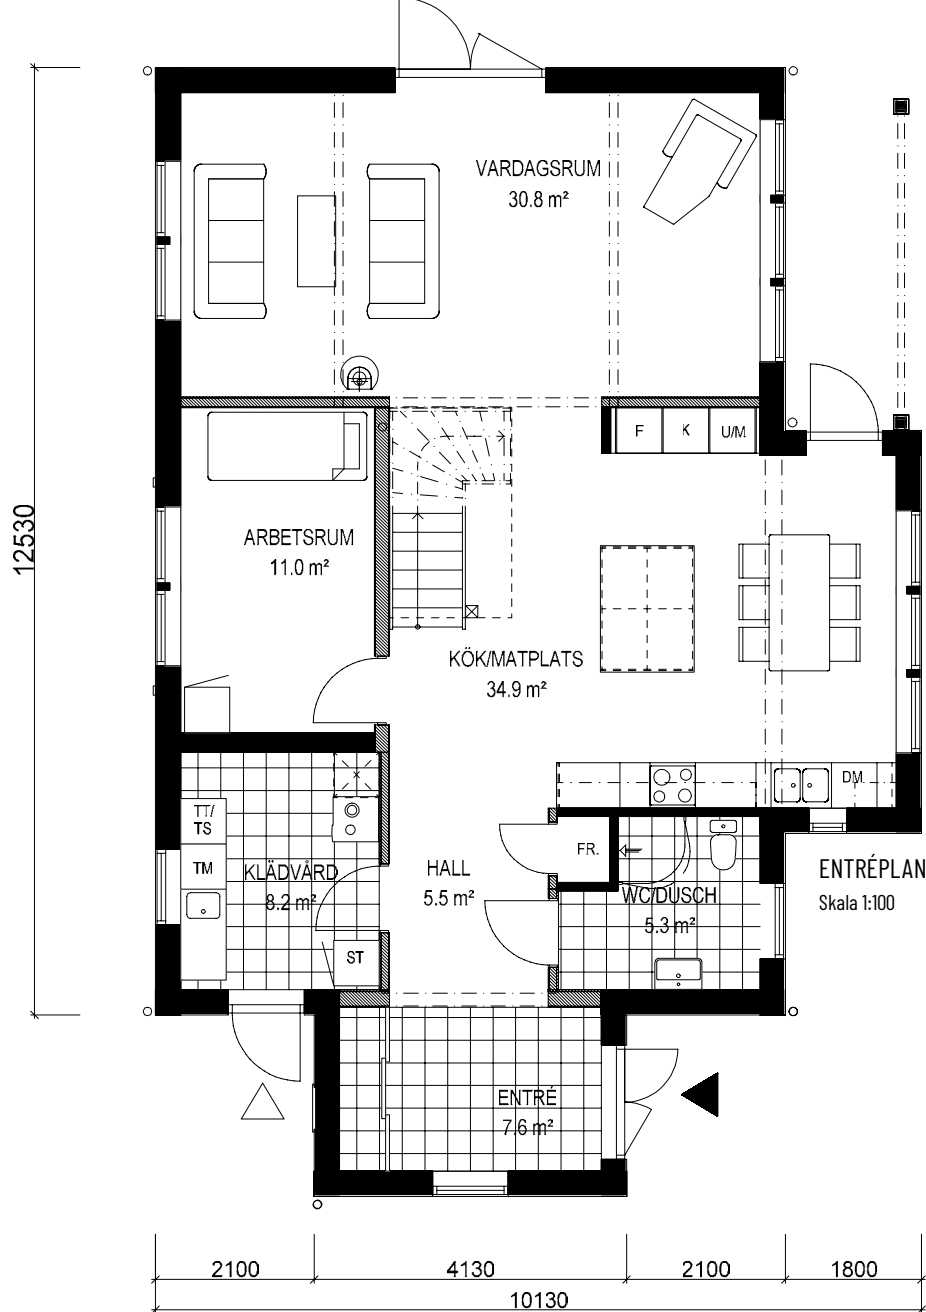 VARDAGSRUM
30.8 m²
F K U/M
12530
ARBETSRUM
11.0 m²
KÖK/MATPLATS
34.9 m²
DM
TT/
TS
TM
KLÄDVÅRD
8.2 m²
ST
HALL
5.5 m²
FR.
WC/DUSCH
5.3 m²
ENTRÉPLAN
Skala 1:100
ENTRÉ
7.6 m²
2100 4130 2100 1800
10130